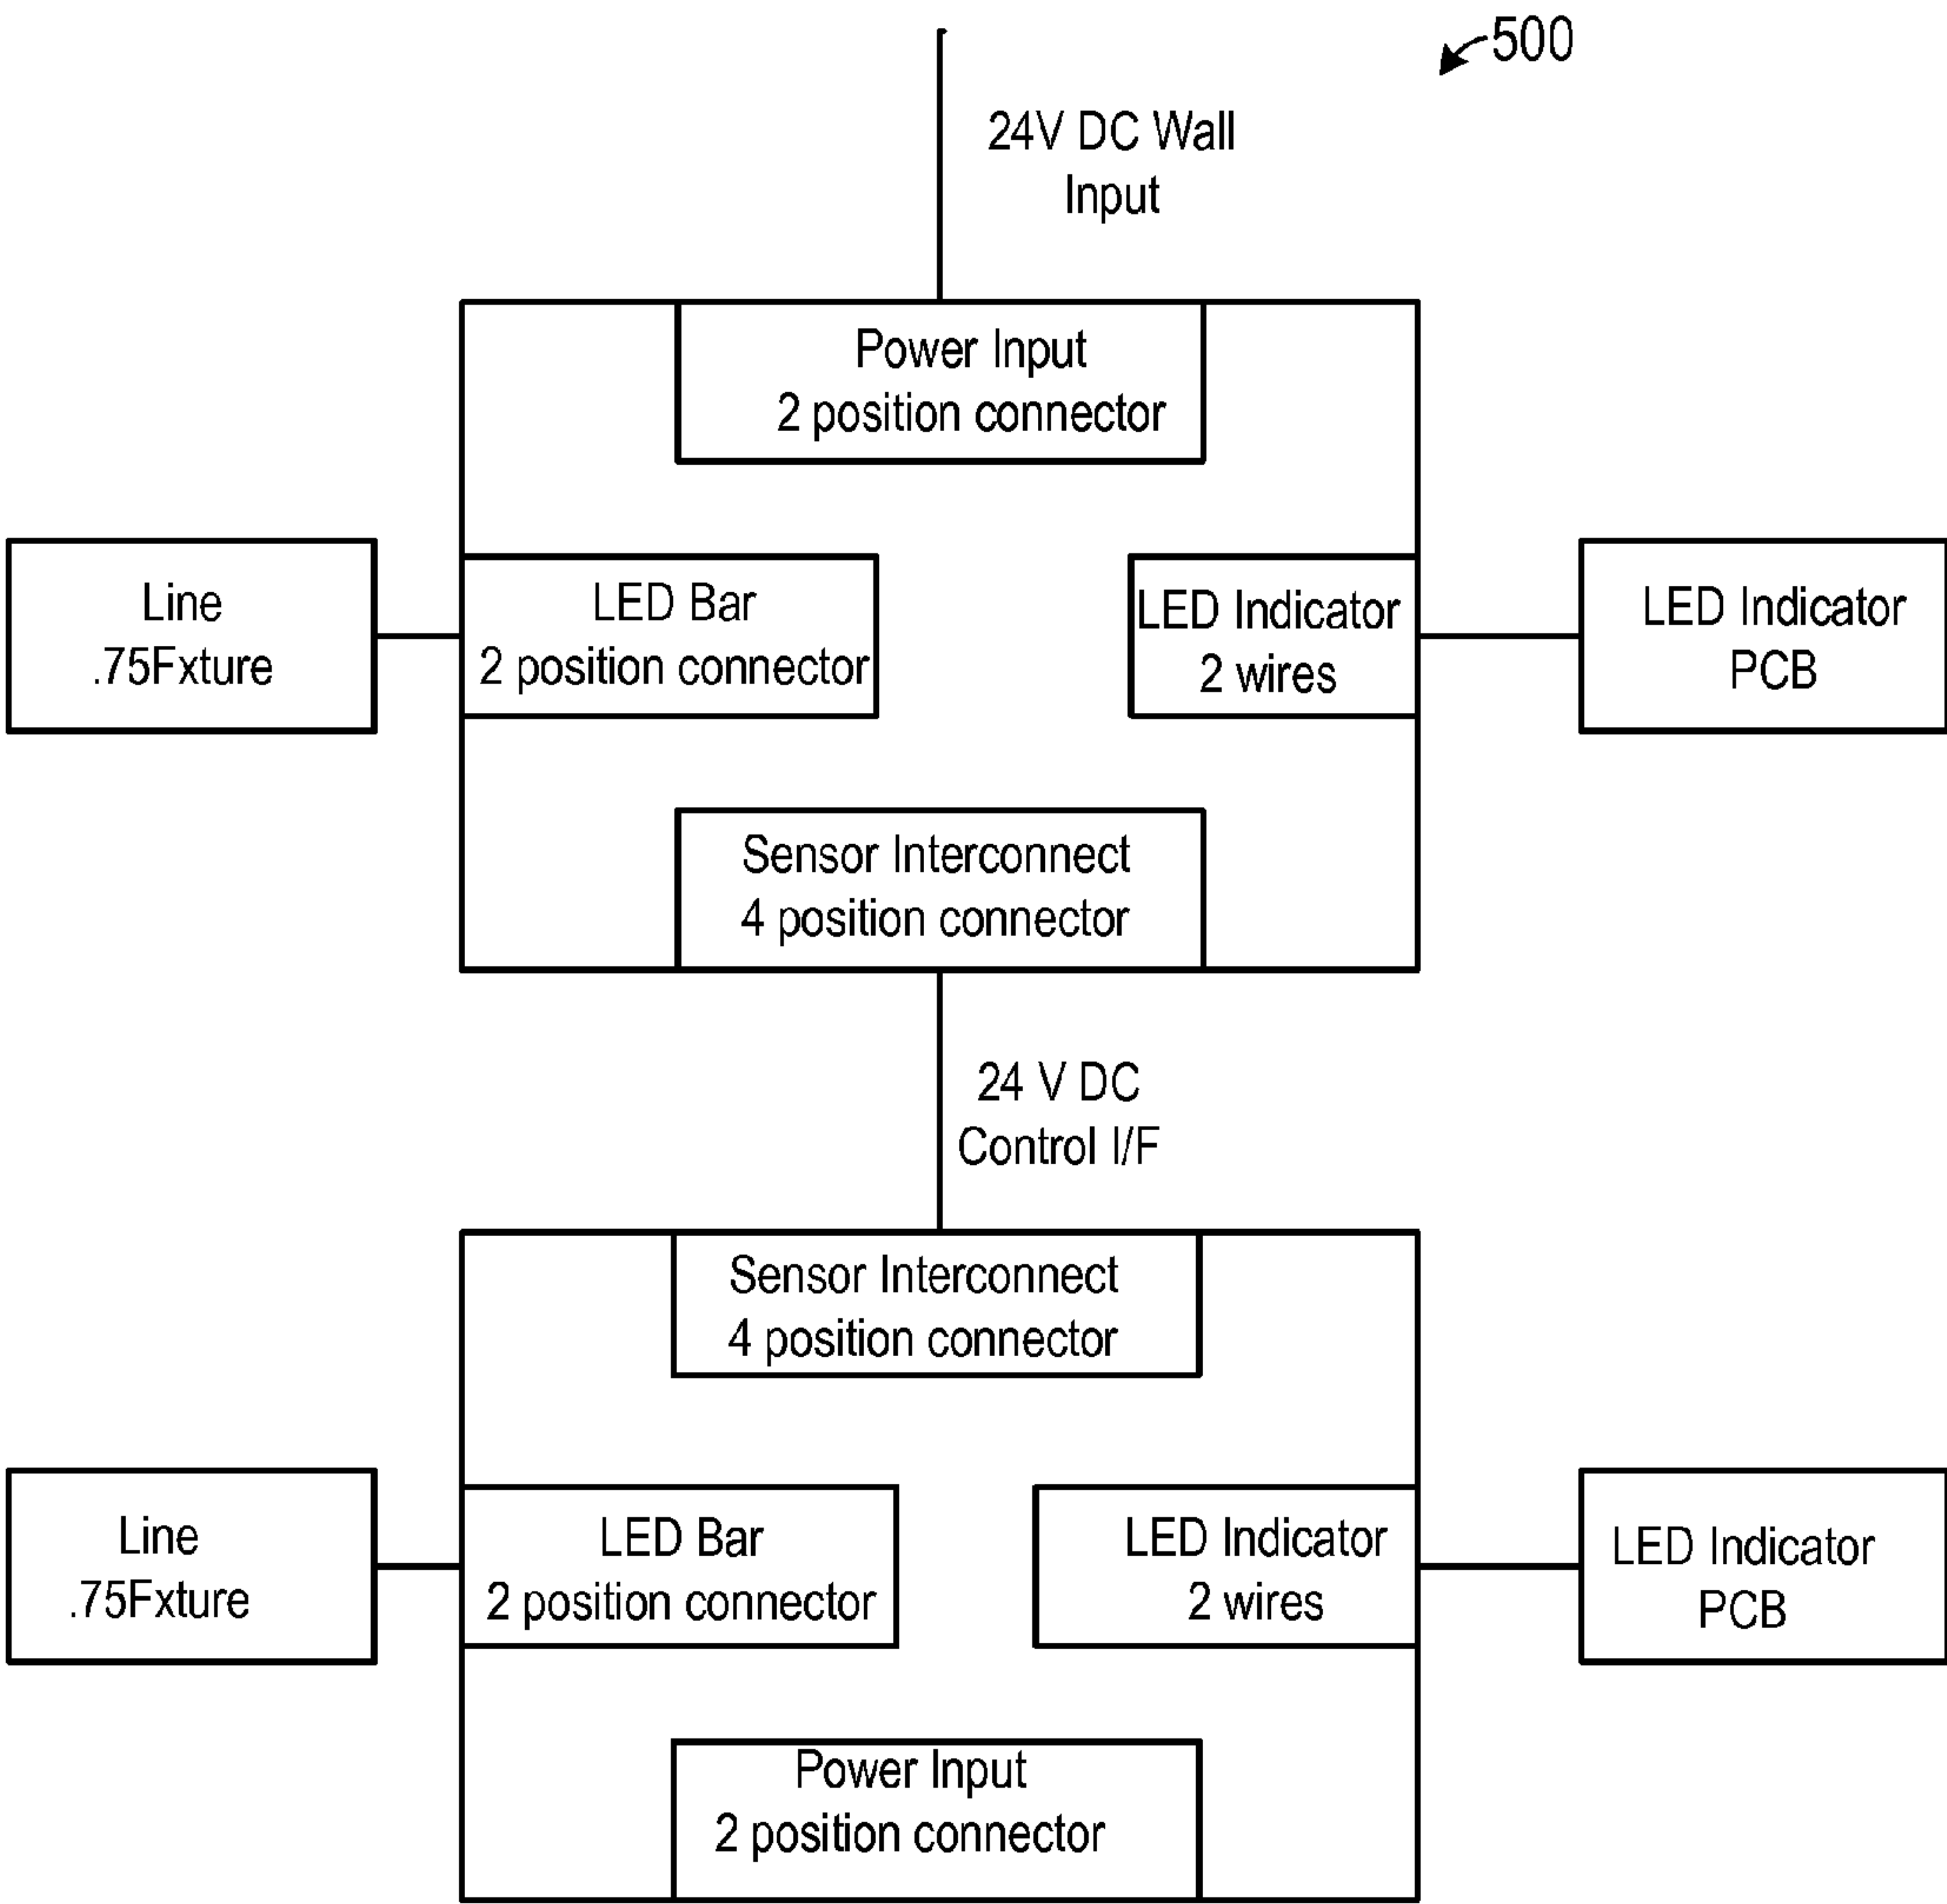 500
24V DC Wall
Input
Power Input
2 position connector
Line
.75Fxture
LED Bar
2 position connector
LED Indicator
2 wires
LED Indicator
PCB
Sensor Interconnect
4 position connector
24 V DC
Control I/F
Sensor Interconnect
4 position connector
Line
.75Fxture
LED Bar
2 position connector
LED Indicator
2 wires
LED Indicator
PCB
Power Input
2 position connector